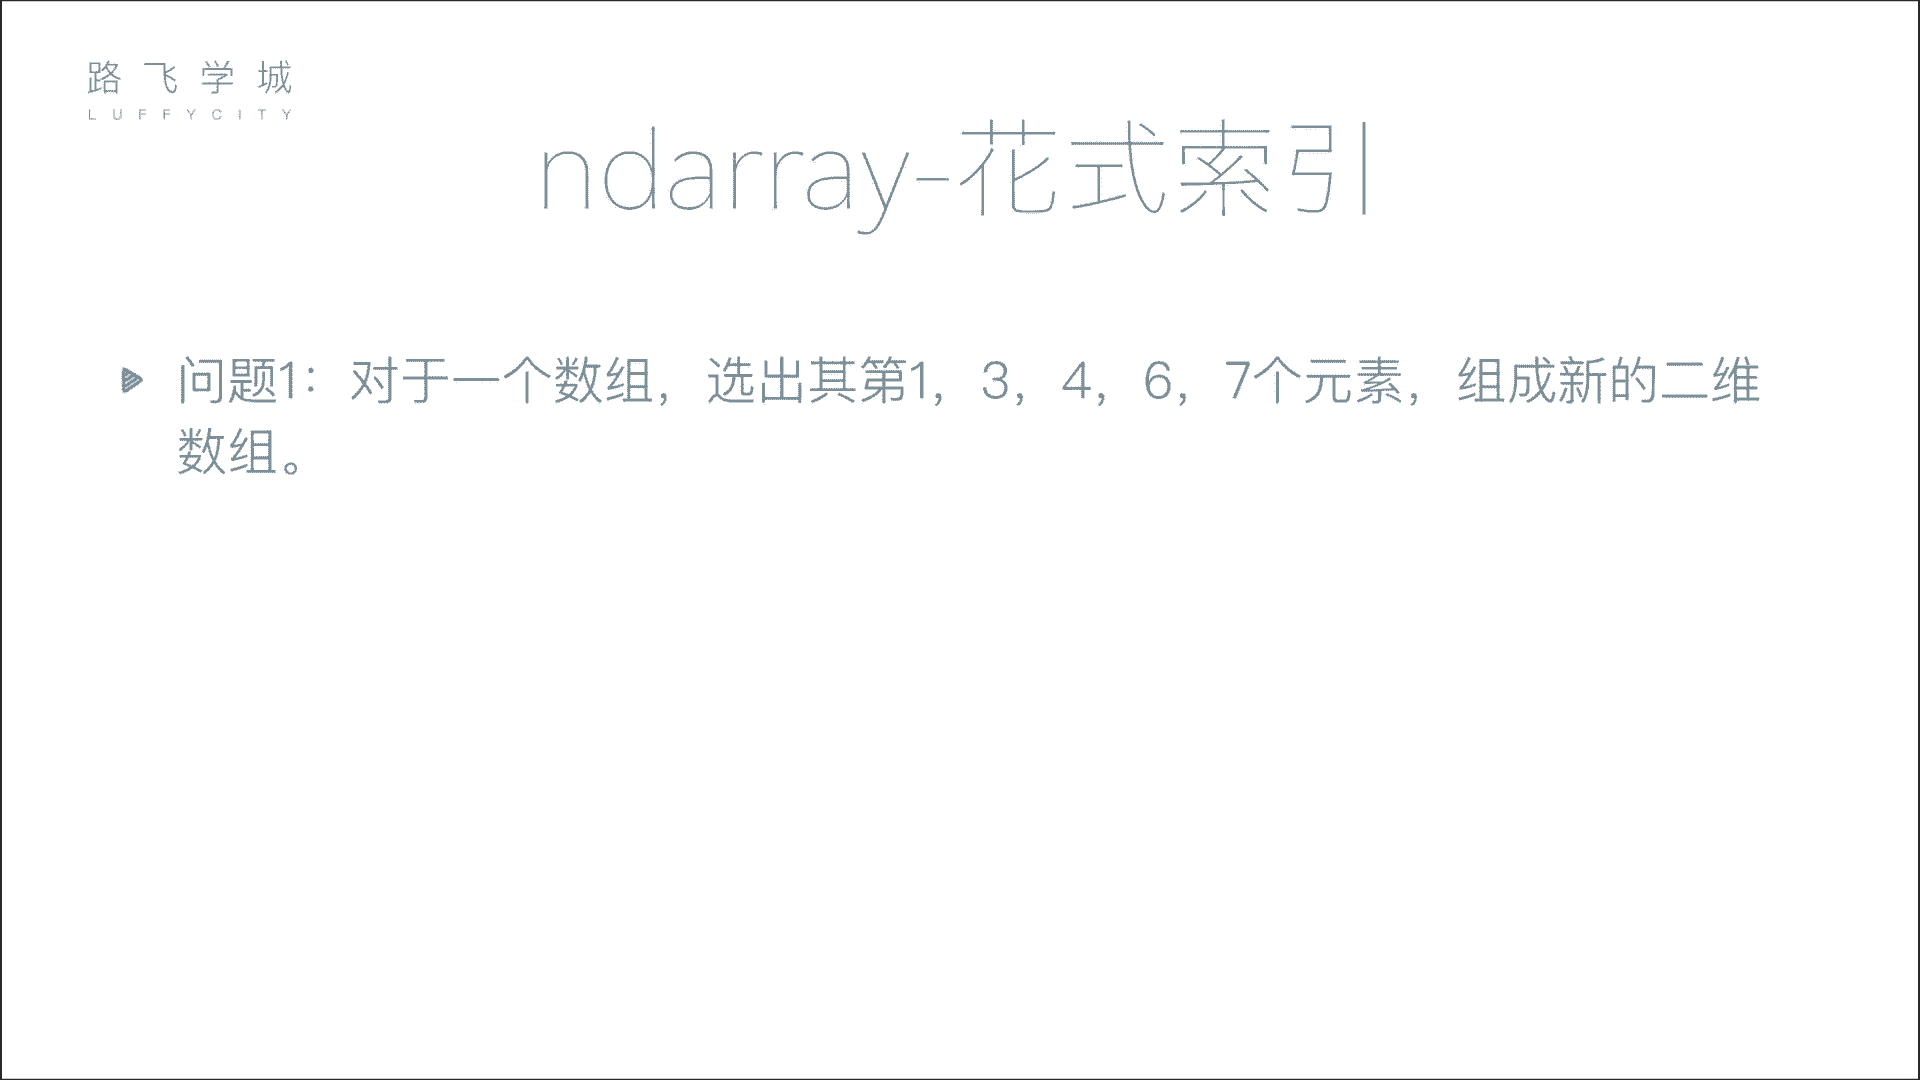 路飞学城
LUFFYCITY
ndarray-花式索引
问题1：对于一个数组，选出其第1，3，4，6，7个元素，组成新的二维
数组。